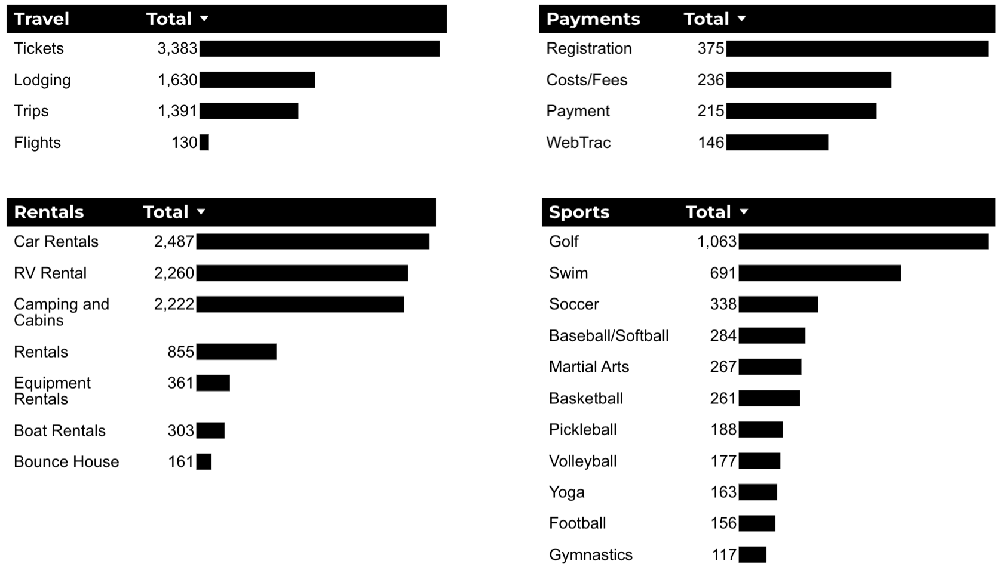 Travel Total ▼
Tickets 3,383
Lodging 1,630
Trips 1,391
Flights 130
Payments Total ▼
Registration 375
Costs/Fees 236
Payment 215
WebTrac 146
Rentals Total ▼
Car Rentals 2,487
RV Rental 2,260
Camping and 2,222
Cabins
Rentals 855
Equipment 361
Rentals
Boat Rentals 303
Bounce House 161
Sports Total ▼
Golf 1,063
Swim 691
Soccer 338
Baseball/Softball 284
Martial Arts 267
Basketball 261
Pickleball 188
Volleyball 177
Yoga 163
Football 156
Gymnastics 117